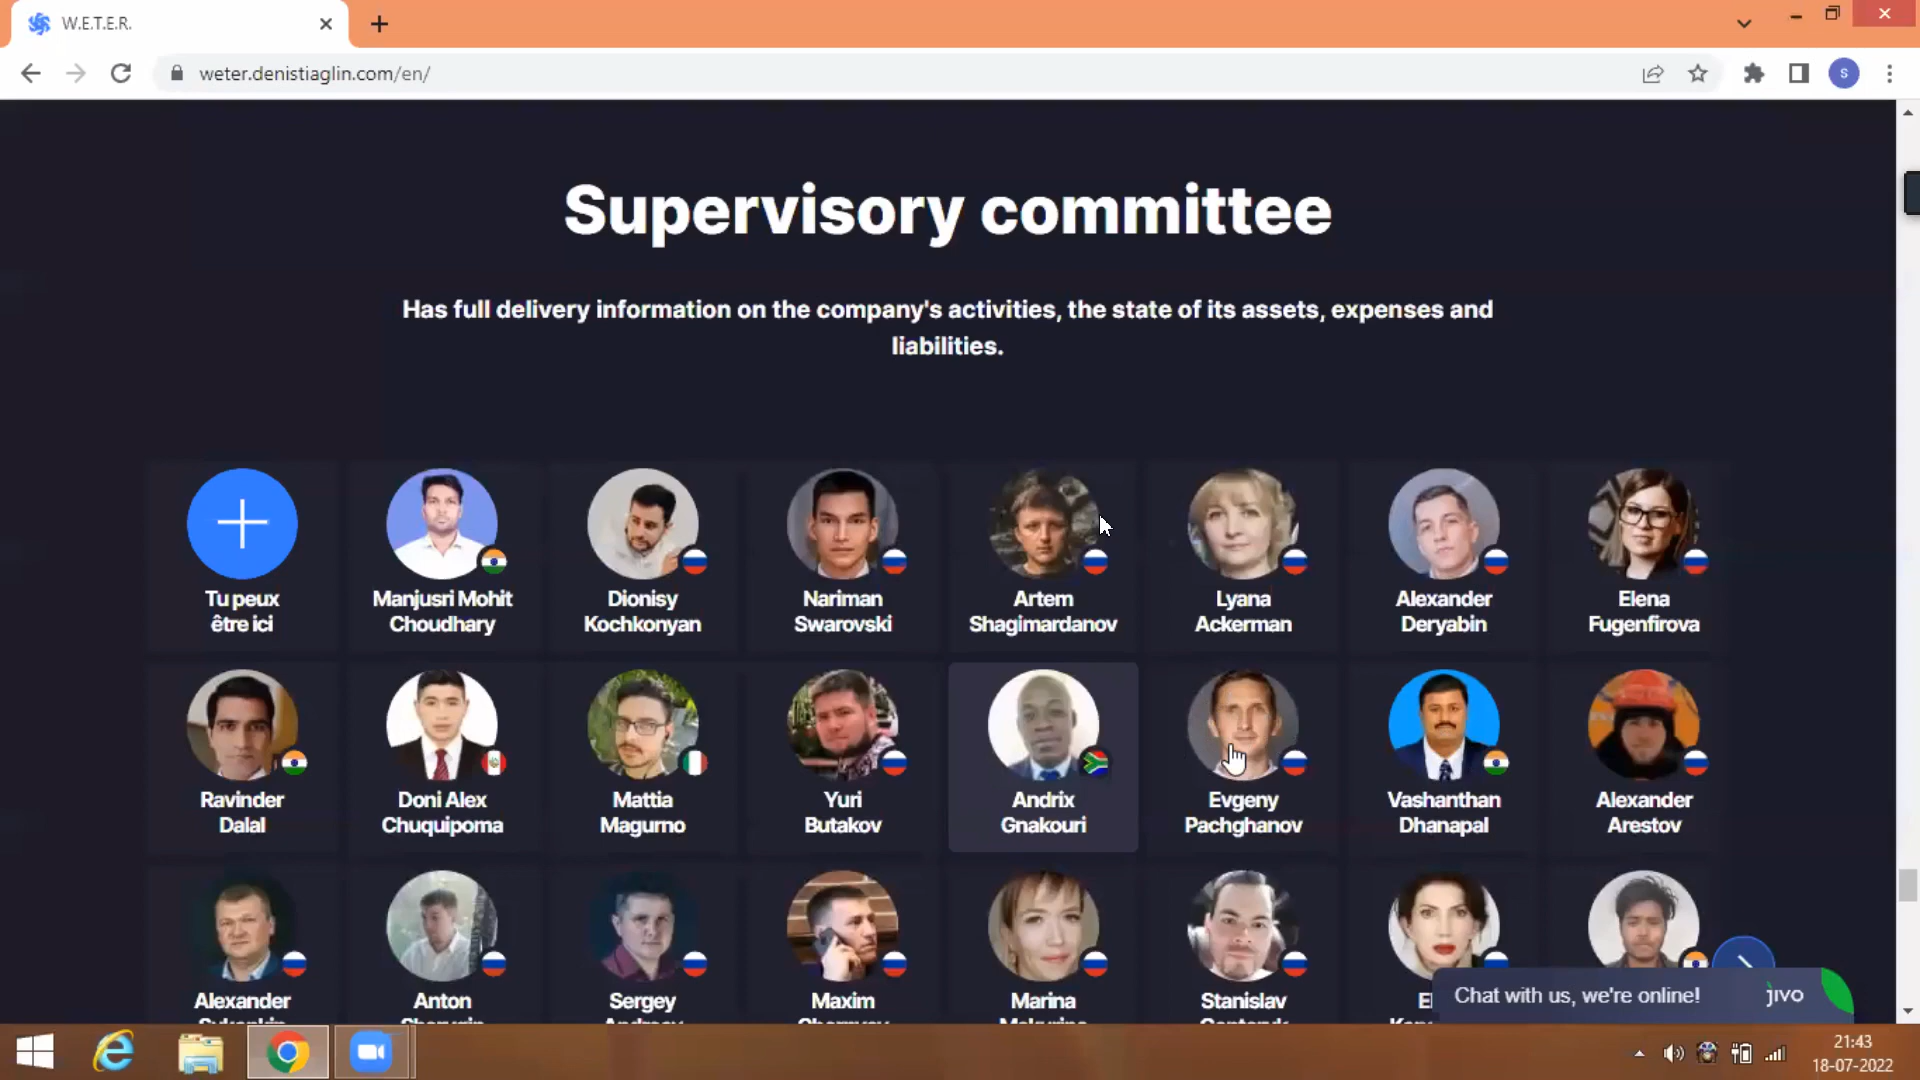 W.E.T.E.R.
weter.denistiaglin.com/en/
S
Supervisory committee
Has full delivery information on the company's activities, the state of its assets, expenses and
liabilities.
Tu peux
être ici
Manjusri Mohit
Choudhary
Dionisy
Kochkonyan
Nariman
Swarovski
Artem
Shagimardanov
Lyana
Ackerman
Alexander
Deryabin
Elena
Fugenfirova
Ravinder
Dalal
Doni Alex
Chuquipoma
Mattia
Magurno
Yuri
Butakov
Andrix
Gnakouri
Evgeny
Pachghanov
Vashanthan
Dhanapal
Alexander
Arestov
Alexander
Anton
Sergey
Maxim
Marina
Stanislav
Chat with us, we're online!
jivo
21:43
18-07-2022